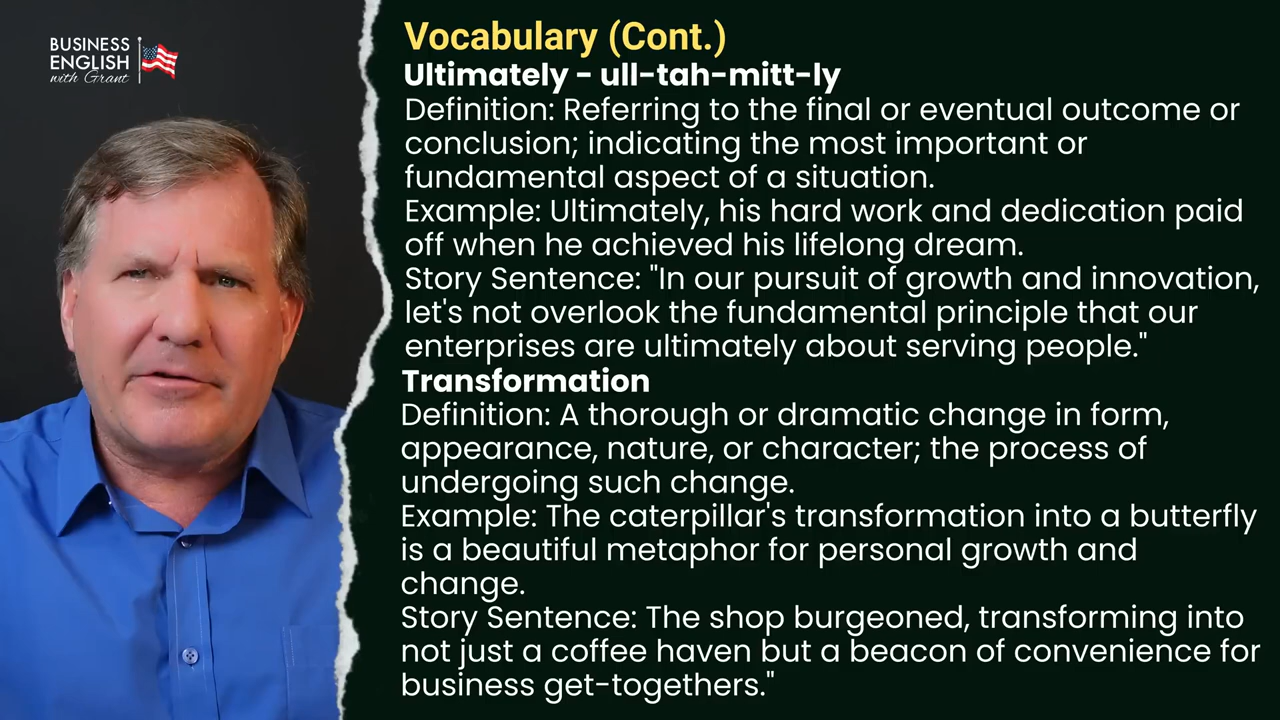 BUSINESS
ENGLISH
with Grant
Vocabulary (Cont.)
Ultimately - ull-tah-mitt-ly
Definition: Referring to the final or eventual outcome or
conclusion; indicating the most important or
fundamental aspect of a situation.
Example: Ultimately, his hard work and dedication paid
off when he achieved his lifelong dream.
Story Sentence: "In our pursuit of growth and innovation,
let's not overlook the fundamental principle that our
enterprises are ultimately about serving people."
Transformation
Definition: A thorough or dramatic change in form,
appearance, nature, or character; the process of
undergoing such change.
Example: The caterpillar's transformation into a butterfly
is a beautiful metaphor for personal growth and
change.
Story Sentence: The shop burgeoned, transforming into
not just a coffee haven but a beacon of convenience for
business get-togethers."